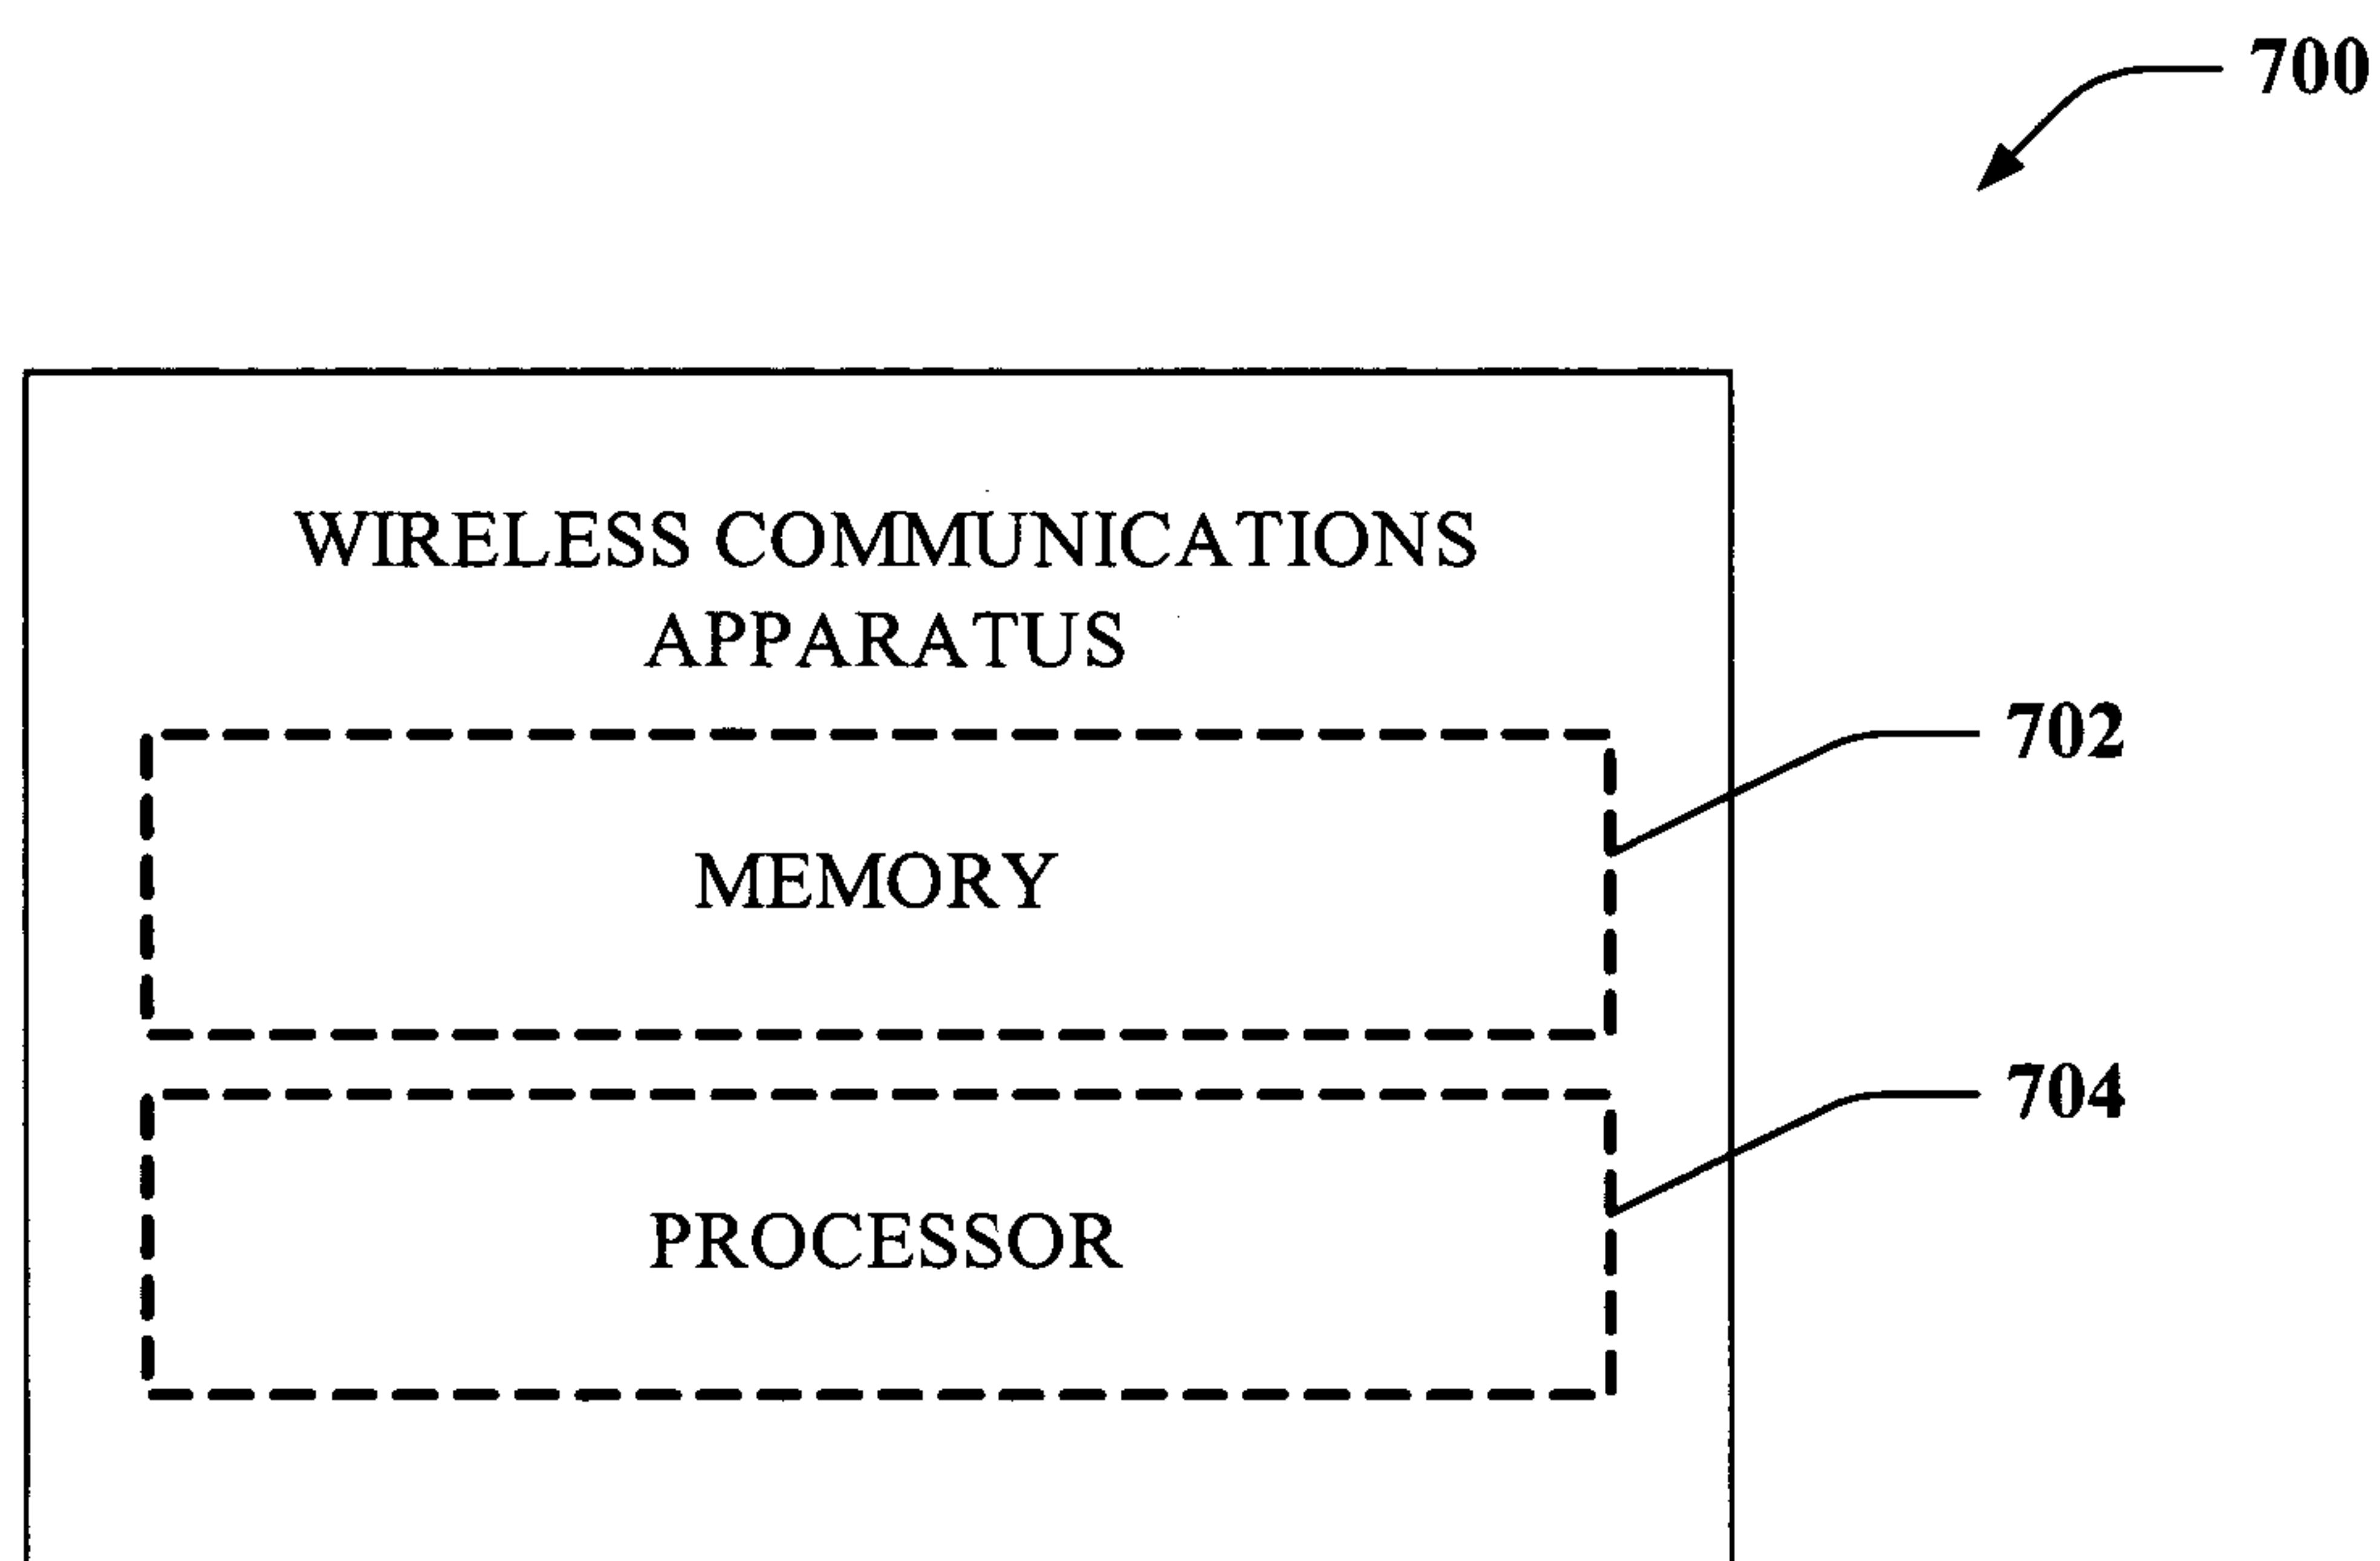 700
WIRELESS COMMUNICATIONS
APPARATUS
702
MEMORY
704
PROCESSOR